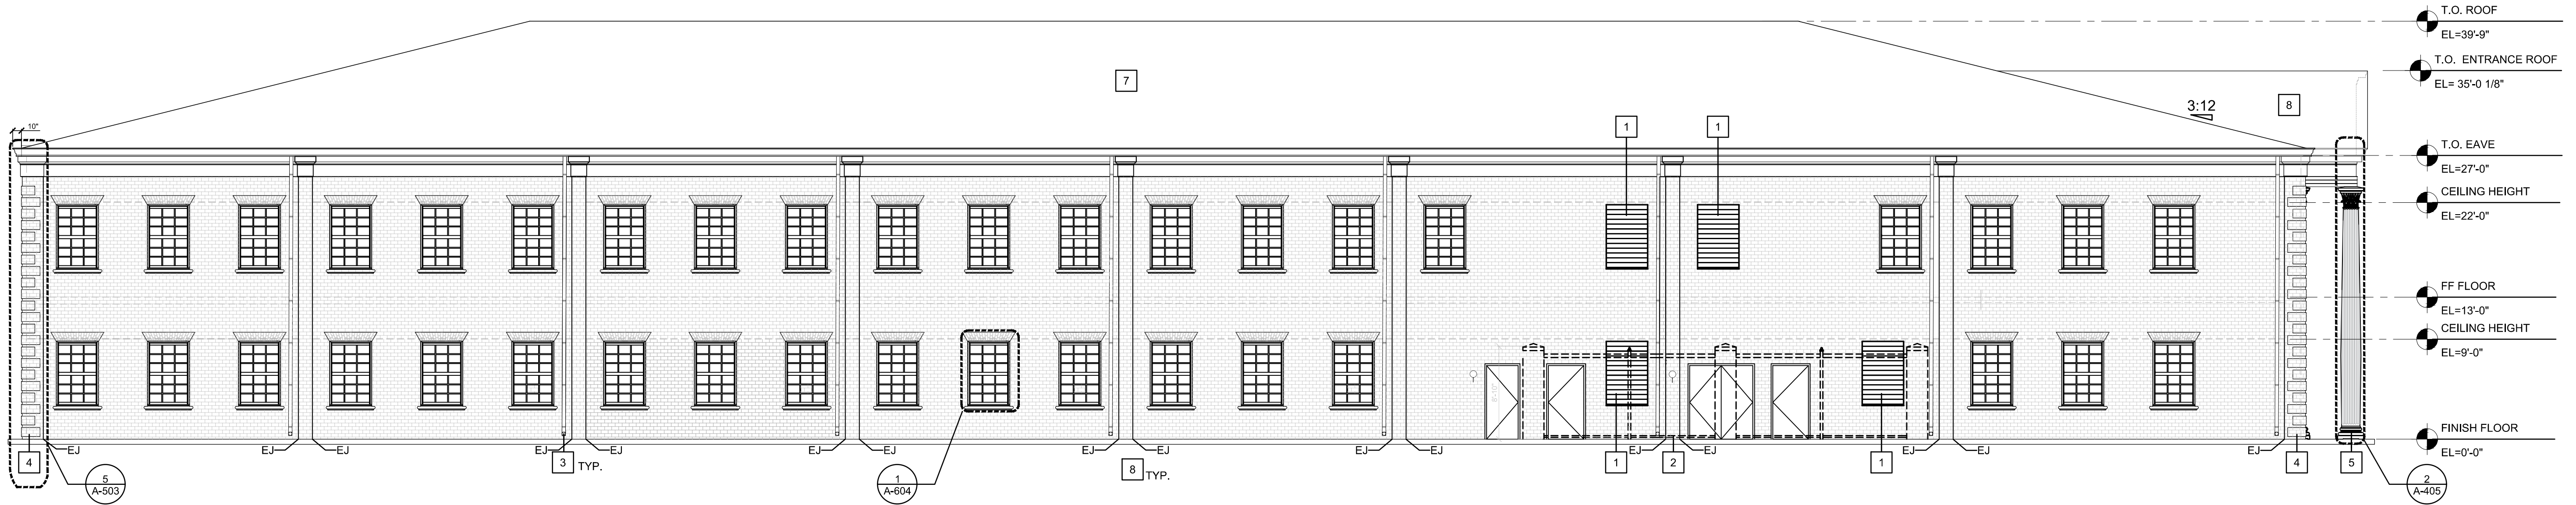 T.O. ROOF
EL=39'-9"
T.O. ENTRANCE ROOF
EL= 35'-0 1/8"
7
3:12
8
10"
1
1
T.O. EAVE
EL=27'-0"
CEILING HEIGHT
EL=22'-0"
FF FLOOR
EL=13'-0"
CEILING HEIGHT
EL=9'-0"
FINISH FLOOR
EL=0'-0"
EJ EJ EJ EJ EJ EJ EJ EJ EJ EJ EJ EJ EJ EJ EJ EJ
4 3 TYP. 8 TYP. 1 2 1 4 5
5
A-503
1
A-604
2
A-405